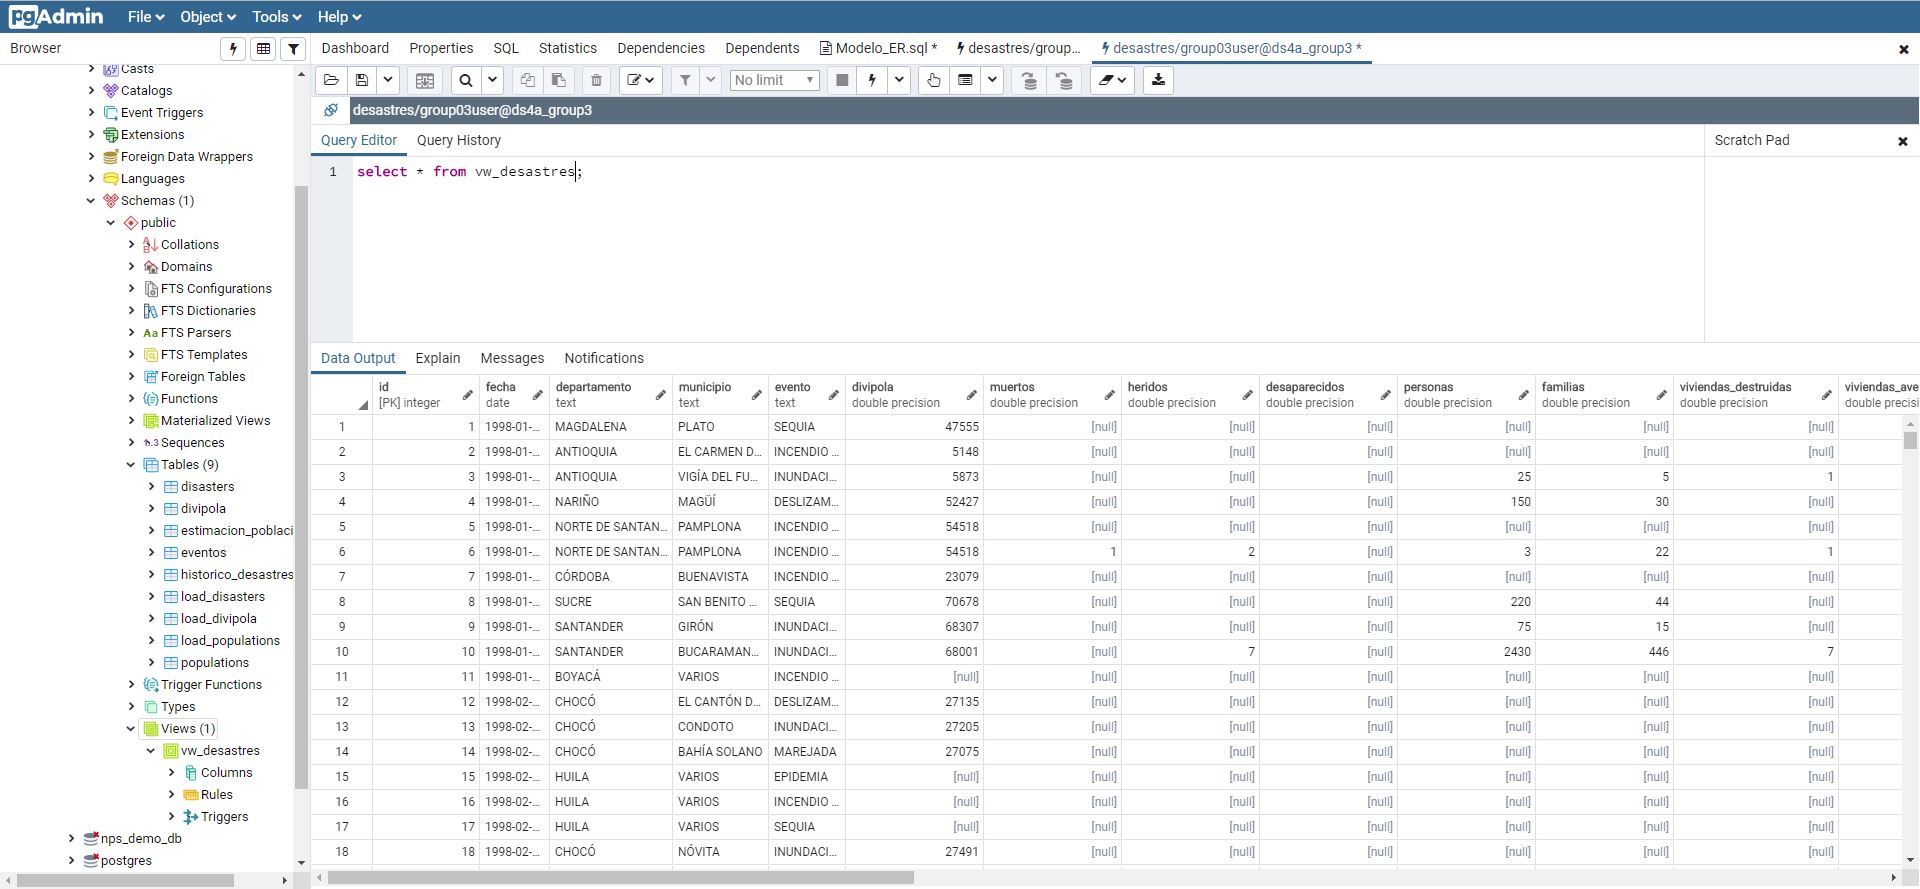 pgAdmin File Object Tools Help
Browser
Dashboard Properties SQL Statistics Dependencies Dependents Modelo_ER.sql * desastres/group... desastres/group03user@ds4a_group3 *
No limit
desastres/group03user@ds4a_group3
Query Editor Query History
Scratch Pad
1 select * from vw_desastres;
Casts
Catalogs
Event Triggers
Extensions
Foreign Data Wrappers
Languages
Schemas (1)
public
Collations
Domains
FTS Configurations
FTS Dictionaries
Aa FTS Parsers
FTS Templates
Foreign Tables
Functions
Materialized Views
1..3 Sequences
Tables (9)
disasters
divipola
estimacion_poblaci
eventos
historico_desastres
load_disasters
load_divipola
load_populations
populations
Trigger Functions
Types
Views (1)
vw_desastres
Columns
Rules
Triggers
nps_demo_db
postgres
Data Output Explain Messages Notifications
id fecha departamento municipio evento divipola muertos heridos desaparecidos personas familias viviendas_destruidas viviendas_ave
[PK] integer date text text text double precision double precision double precision double precision double precision double precision double precision double precisi
1 1 1998-01-... MAGDALENA PLATO SEQUIA 47555 [null] [null] [null] [null] [null] [null]
2 2 1998-01-... ANTIOQUIA EL CARMEN D... INCENDIO ... 5148 [null] [null] [null] [null] [null] [null]
3 3 1998-01-... ANTIOQUIA VIGÍA DEL FU... INUNDACI... 5873 [null] [null] [null] 25 5 1
4 4 1998-01-... NARIÑO MAGÜÍ DESLIZAM... 52427 [null] [null] [null] 150 30 [null]
5 5 1998-01-... NORTE DE SANTAN... PAMPLONA INCENDIO ... 54518 [null] [null] [null] [null] [null] [null]
6 6 1998-01-... NORTE DE SANTAN... PAMPLONA INCENDIO ... 54518 1 2 [null] 3 22 1
7 7 1998-01-... CÓRDOBA BUENAVISTA INCENDIO ... 23079 [null] [null] [null] [null] [null] [null]
8 8 1998-01-... SUCRE SAN BENITO ... SEQUIA 70678 [null] [null] [null] 220 44 [null]
9 9 1998-01-... SANTANDER GIRÓN INUNDACI... 68307 [null] [null] [null] 75 15 [null]
10 10 1998-01-... SANTANDER BUCARAMAN... INUNDACI... 68001 [null] 7 [null] 2430 446 7
11 11 1998-01-... BOYACÁ VARIOS INCENDIO ... [null] [null] [null] [null] [null] [null] [null]
12 12 1998-02-... CHOCÓ EL CANTÓN D... DESLIZAM... 27135 [null] [null] [null] [null] [null] [null]
13 13 1998-02-... CHOCÓ CONDOTO INUNDACI... 27205 [null] [null] [null] [null] [null] [null]
14 14 1998-02-... CHOCÓ BAHÍA SOLANO MAREJADA 27075 [null] [null] [null] [null] [null] [null]
15 15 1998-02-... HUILA VARIOS EPIDEMIA [null] [null] [null] [null] [null] [null] [null]
16 16 1998-02-... HUILA VARIOS INCENDIO ... [null] [null] [null] [null] [null] [null] [null]
17 17 1998-02-... HUILA VARIOS SEQUIA [null] [null] [null] [null] [null] [null] [null]
18 18 1998-02-... CHOCÓ NÓVITA INUNDACI... 27491 [null] [null] [null] [null] [null] [null]